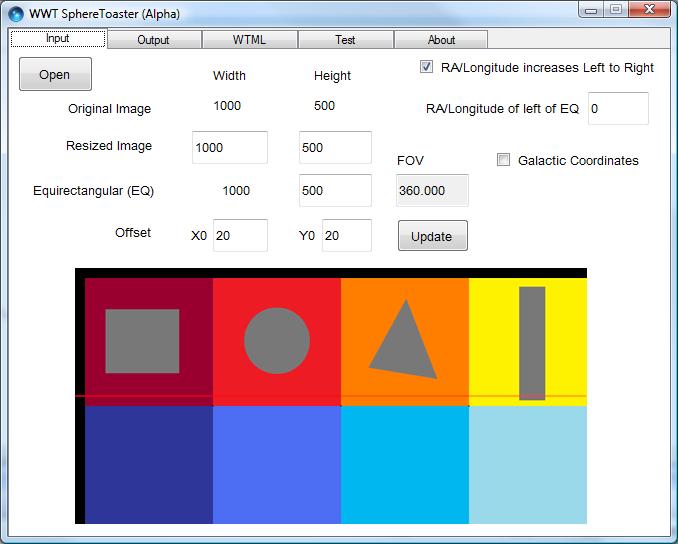 WWT SphereToaster (Alpha)
Input Output WTML Test About
Open
Width Height
RA/Longitude increases Left to Right
Original Image 1000 500
RA/Longitude of left of EQ 0
Resized Image 1000 500
FOV
Galactic Coordinates
Equirectangular (EQ) 1000 500 360.000
Offset X0 20 Y0 20 Update